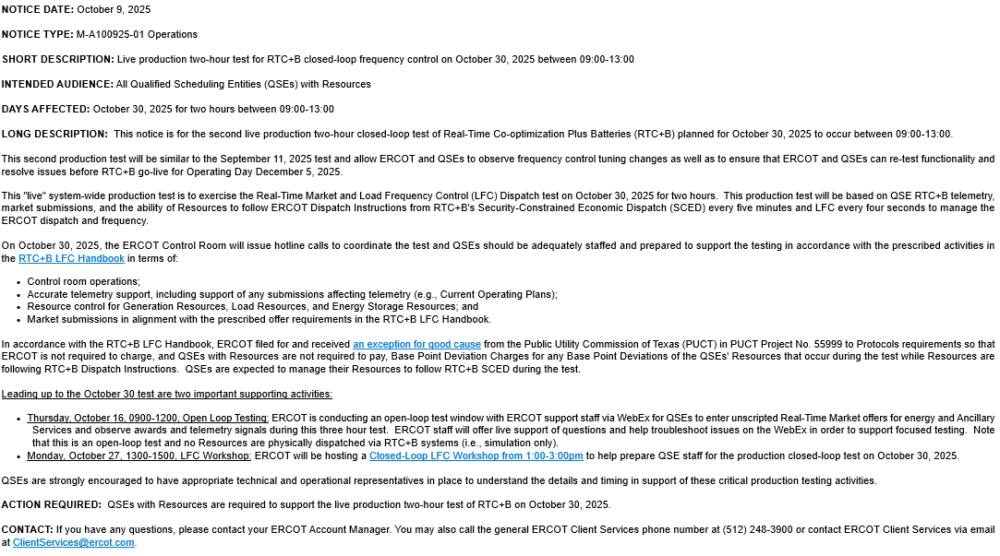 NOTICE DATE: October 9, 2025
NOTICE TYPE: M-A100925-01 Operations
SHORT DESCRIPTION: Live production two-hour test for RTC+B closed-loop frequency control on October 30, 2025 between 09:00-13:00
INTENDED AUDIENCE: All Qualified Scheduling Entities (QSEs) with Resources
DAYS AFFECTED: October 30, 2025 for two hours between 09:00-13:00
LONG DESCRIPTION:  This notice is for the second live production two-hour closed-loop test of Real-Time Co-optimization Plus Batteries (RTC+B) planned for October 30, 2025 to occur between 09:00-13:00.
This second production test will be similar to the September 11, 2025 test and allow ERCOT and QSEs to observe frequency control tuning changes as well as to ensure that ERCOT and QSEs can re-test functionality and
resolve issues before RTC+B go-live for Operating Day December 5, 2025.
This "live" system-wide production test is to exercise the Real-Time Market and Load Frequency Control (LFC) Dispatch test on October 30, 2025 for two hours.  This production test will be based on QSE RTC+B telemetry,
market submissions, and the ability of Resources to follow ERCOT Dispatch Instructions from RTC+B's Security-Constrained Economic Dispatch (SCED) every five minutes and LFC every four seconds to manage the
ERCOT dispatch and frequency.
On October 30, 2025, the ERCOT Control Room will issue hotline calls to coordinate the test and QSEs should be adequately staffed and prepared to support the testing in accordance with the prescribed activities in
the RTC+B LFC Handbook in terms of:
• Control room operations;
• Accurate telemetry support, including support of any submissions affecting telemetry (e.g., Current Operating Plans);
• Resource control for Generation Resources, Load Resources, and Energy Storage Resources; and
• Market submissions in alignment with the prescribed offer requirements in the RTC+B LFC Handbook.
In accordance with the RTC+B LFC Handbook, ERCOT filed for and received an exception for good cause from the Public Utility Commission of Texas (PUCT) in PUCT Project No. 55999 to Protocols requirements so that
ERCOT is not required to charge, and QSEs with Resources are not required to pay, Base Point Deviation Charges for any Base Point Deviations of the QSEs' Resources that occur during the test while Resources are
following RTC+B Dispatch Instructions.  QSEs are expected to manage their Resources to follow RTC+B SCED during the test.
Leading up to the October 30 test are two important supporting activities:
• Thursday, October 16, 0900-1200, Open Loop Testing: ERCOT is conducting an open-loop test window with ERCOT support staff via WebEx for QSEs to enter unscripted Real-Time Market offers for energy and Ancillary
Services and observe awards and telemetry signals during this three hour test.  ERCOT staff will offer live support of questions and help troubleshoot issues on the WebEx in order to support focused testing.  Note
that this is an open-loop test and no Resources are physically dispatched via RTC+B systems (i.e., simulation only).
• Monday, October 27, 1300-1500, LFC Workshop: ERCOT will be hosting a Closed-Loop LFC Workshop from 1:00-3:00pm to help prepare QSE staff for the production closed-loop test on October 30, 2025.
QSEs are strongly encouraged to have appropriate technical and operational representatives in place to understand the details and timing in support of these critical production testing activities.
ACTION REQUIRED:  QSEs with Resources are required to support the live production two-hour test of RTC+B on October 30, 2025.
CONTACT: If you have any questions, please contact your ERCOT Account Manager. You may also call the general ERCOT Client Services phone number at (512) 248-3900 or contact ERCOT Client Services via email
at ClientServices@ercot.com.